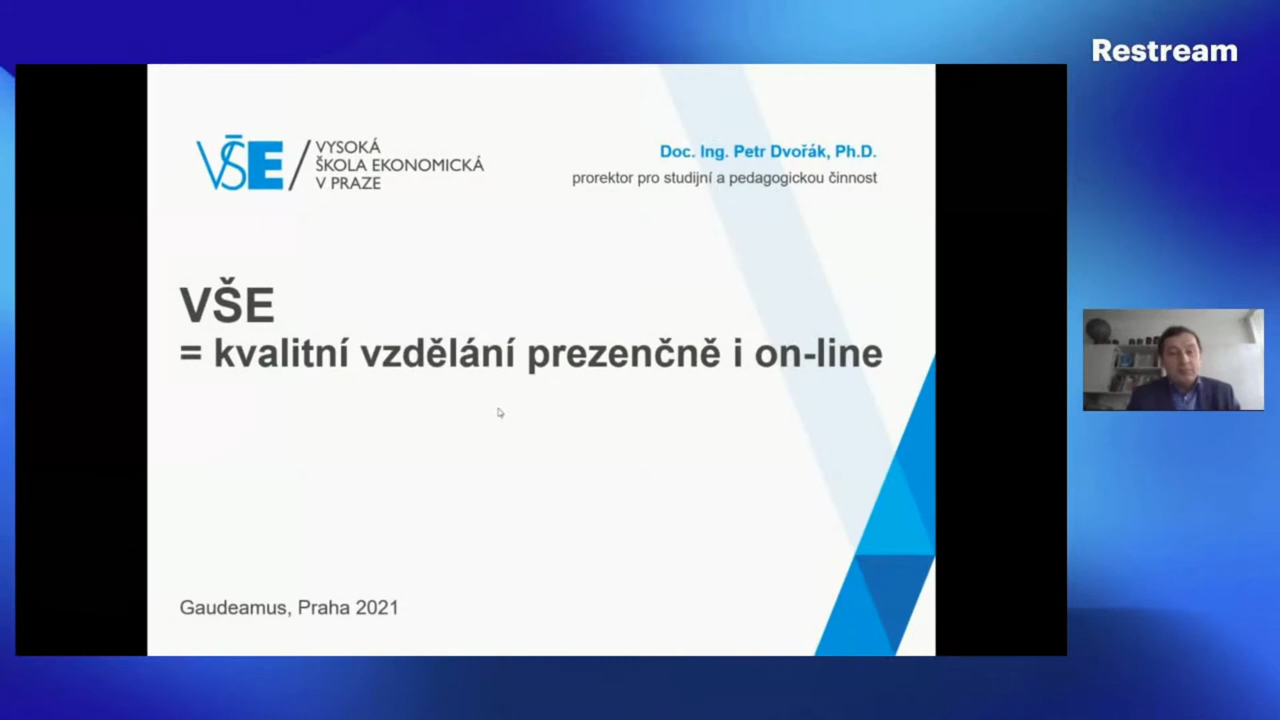 Restream
VŠE
VYSOKÁ
ŠKOLA EKONOMICKÁ
V PRAZE
Doc. Ing. Petr Dvořák, Ph.D.
prorektor pro studijní a pedagogickou činnost
VŠE
= kvalitní vzdělání prezenčně i on-line
Gaudeamus, Praha 2021